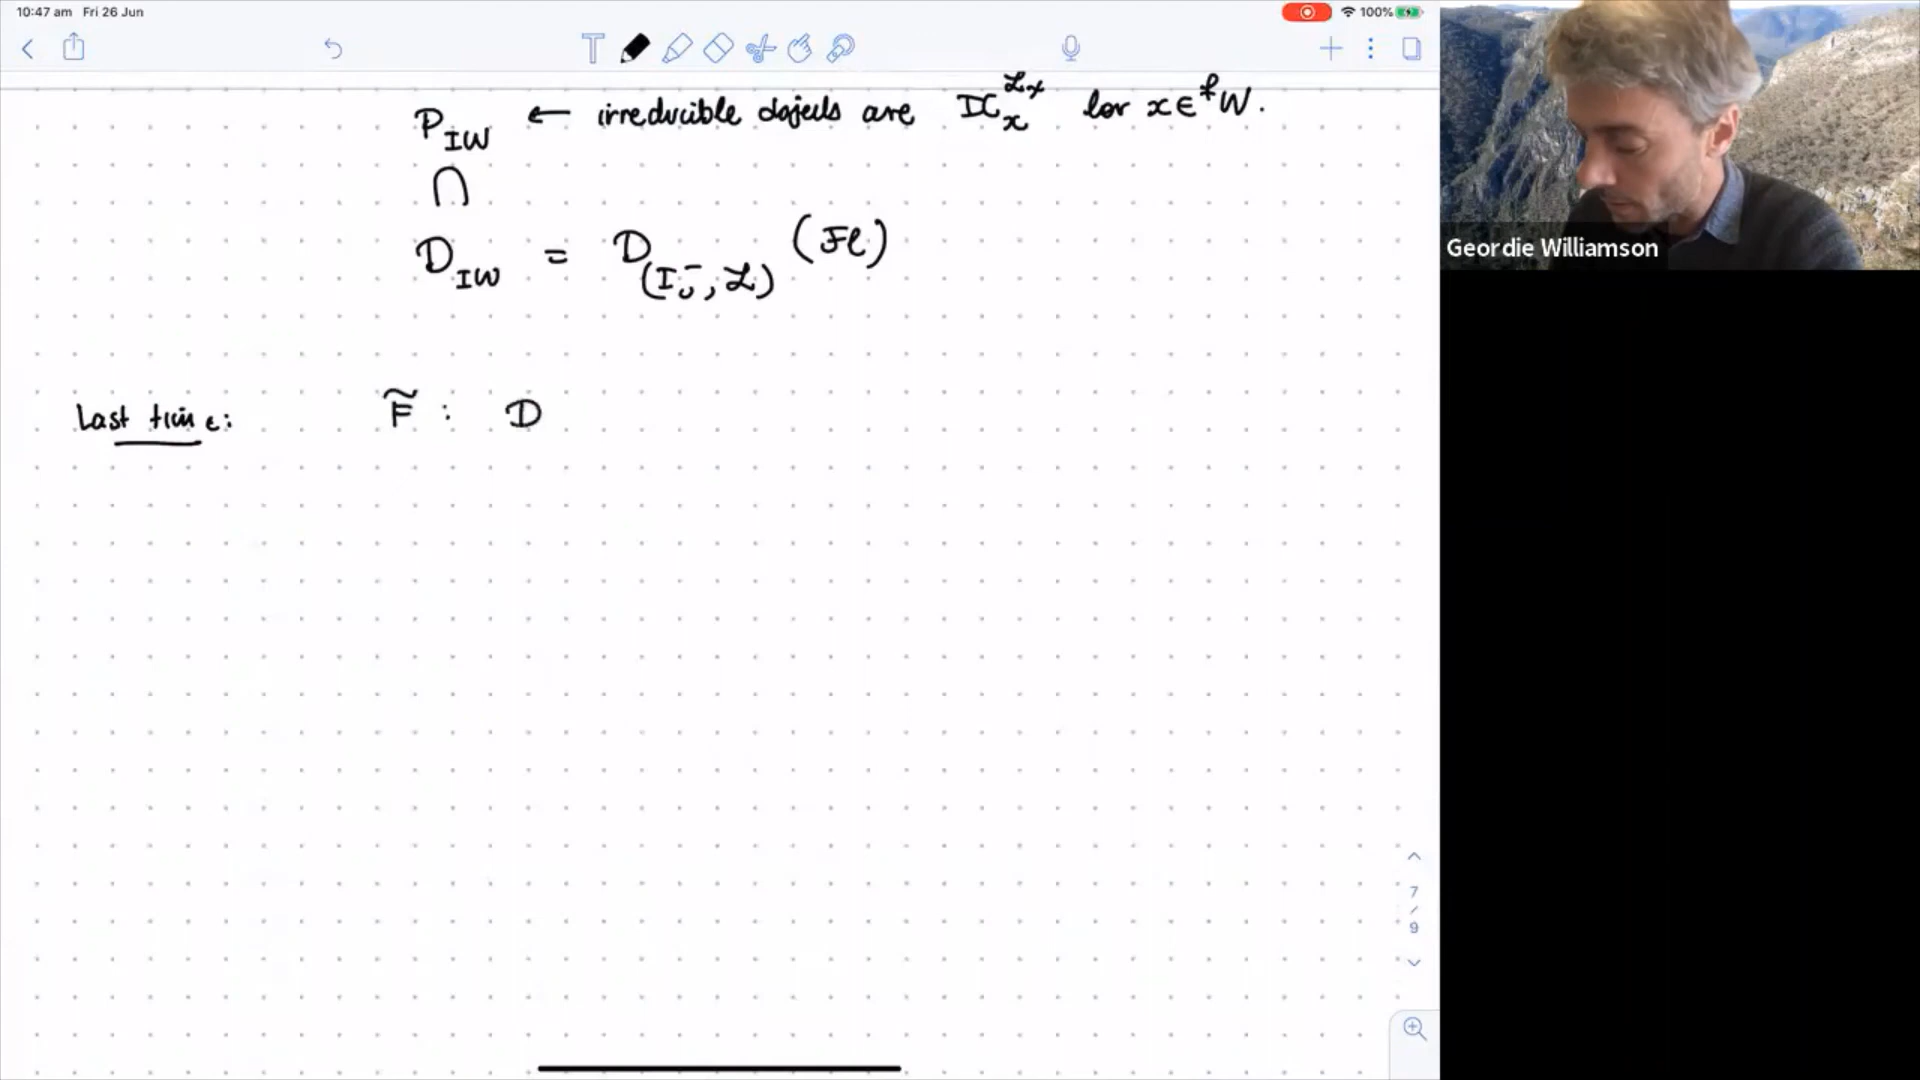 10:47 am Fri 26 Jun
100%
P_IW ← irreducible objects are IC_x^{ℒ_x} for x ∈ ^fW.
∩
D_IW = D_(I_u^-, ℒ) (Fl)
Last time: F̃ : D
Geordie Williamson
7
/
9